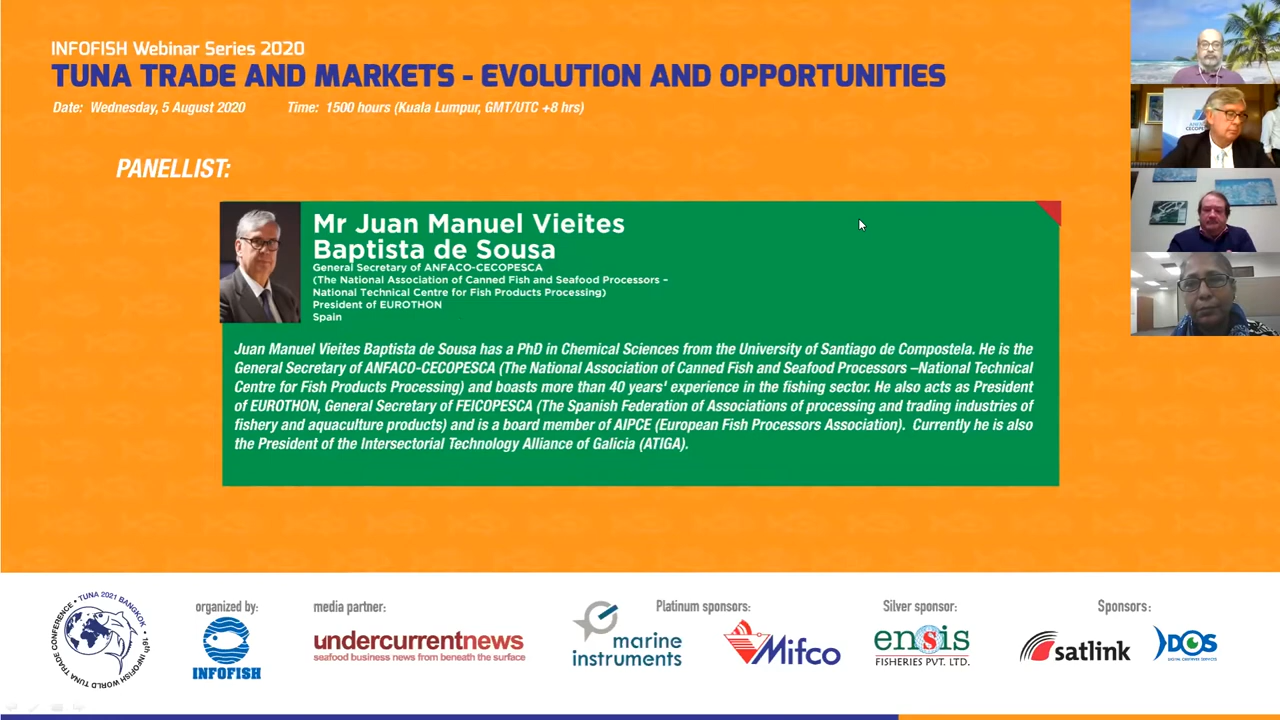 INFOFISH Webinar Series 2020
TUNA TRADE AND MARKETS - EVOLUTION AND OPPORTUNITIES
Date: Wednesday, 5 August 2020 Time: 1500 hours (Kuala Lumpur, GMT/UTC +8 hrs)
PANELLIST:
Mr Juan Manuel Vieites
Baptista de Sousa
General Secretary of ANFACO-CECOPESCA
(The National Association of Canned Fish and Seafood Processors –
National Technical Centre for Fish Products Processing)
President of EUROTHON
Spain
Juan Manuel Vieites Baptista de Sousa has a PhD in Chemical Sciences from the University of Santiago de Compostela. He is the
General Secretary of ANFACO-CECOPESCA (The National Association of Canned Fish and Seafood Processors –National Technical
Centre for Fish Products Processing) and boasts more than 40 years' experience in the fishing sector. He also acts as President
of EUROTHON, General Secretary of FEICOPESCA (The Spanish Federation of Associations of processing and trading industries of
fishery and aquaculture products) and is a board member of AIPCE (European Fish Processors Association). Currently he is also
the President of the Intersectorial Technology Alliance of Galicia (ATIGA).
TUNA 2021 BANGKOK • 16th INFOFISH WORLD TUNA TRADE CONFERENCE •
organized by:
INFOFISH
media partner:
undercurrentnews
seafood business news from beneath the surface
Platinum sponsors:
marine
instruments
Mifco
Silver sponsor:
ensis
FISHERIES PVT. LTD.
Sponsors:
satlink
DOS